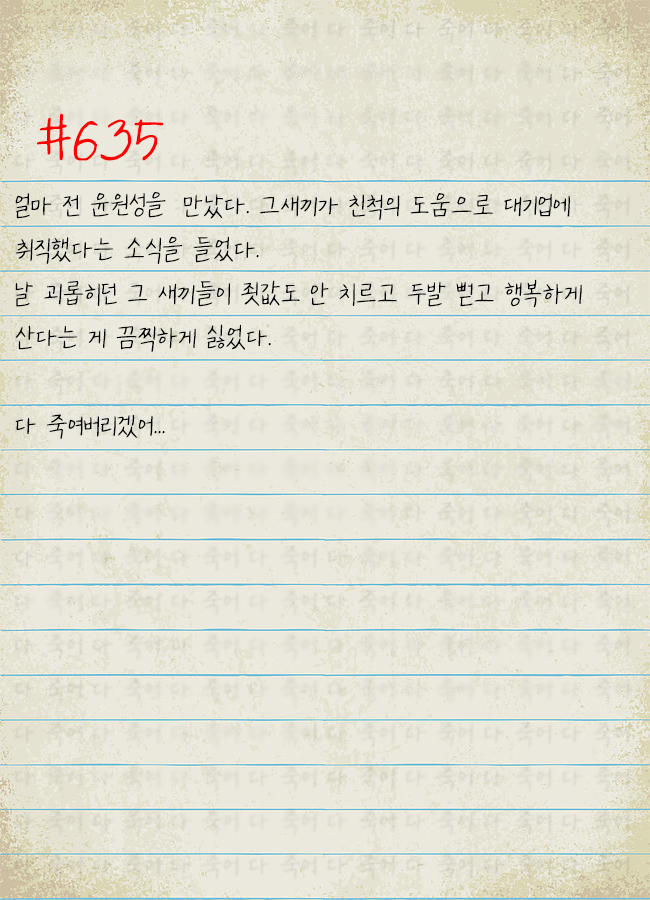 #635
얼마 전 윤원성을 만났다. 그새끼가 친척의 도움으로 대기업에
취직했다는 소식을 들었다.
날 괴롭히던 그 새끼들이 죗값도 안 치르고 두발 뻗고 행복하게
산다는 게 끔찍하게 싫었다.
다 죽여버리겠어...